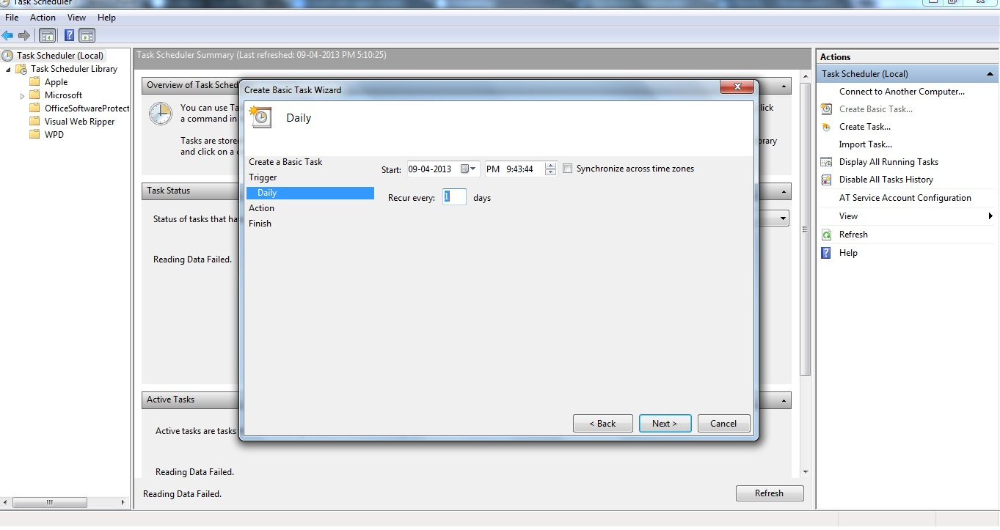 Task Scheduler
File Action View Help
Task Scheduler (Local)
Task Scheduler Library
Apple
Microsoft
OfficeSoftwareProtect
Visual Web Ripper
WPD
Task Scheduler Summary (Last refreshed: 09-04-2013 PM 5:10:25)
Overview of Task Sched
You can use Ta
a command in
Tasks are store
and click on a
lick
rary
Task Status
Status of tasks that ha
Reading Data Failed.
Active Tasks
Active tasks are tasks
Reading Data Failed.
Reading Data Failed.
Refresh
Create Basic Task Wizard
Daily
Create a Basic Task
Trigger
Daily
Action
Finish
Start: 09-04-2013 PM 9:43:44 Synchronize across time zones
Recur every: 1 days
< Back Next > Cancel
Actions
Task Scheduler (Local)
Connect to Another Computer...
Create Basic Task...
Create Task...
Import Task...
Display All Running Tasks
Disable All Tasks History
AT Service Account Configuration
View
Refresh
Help